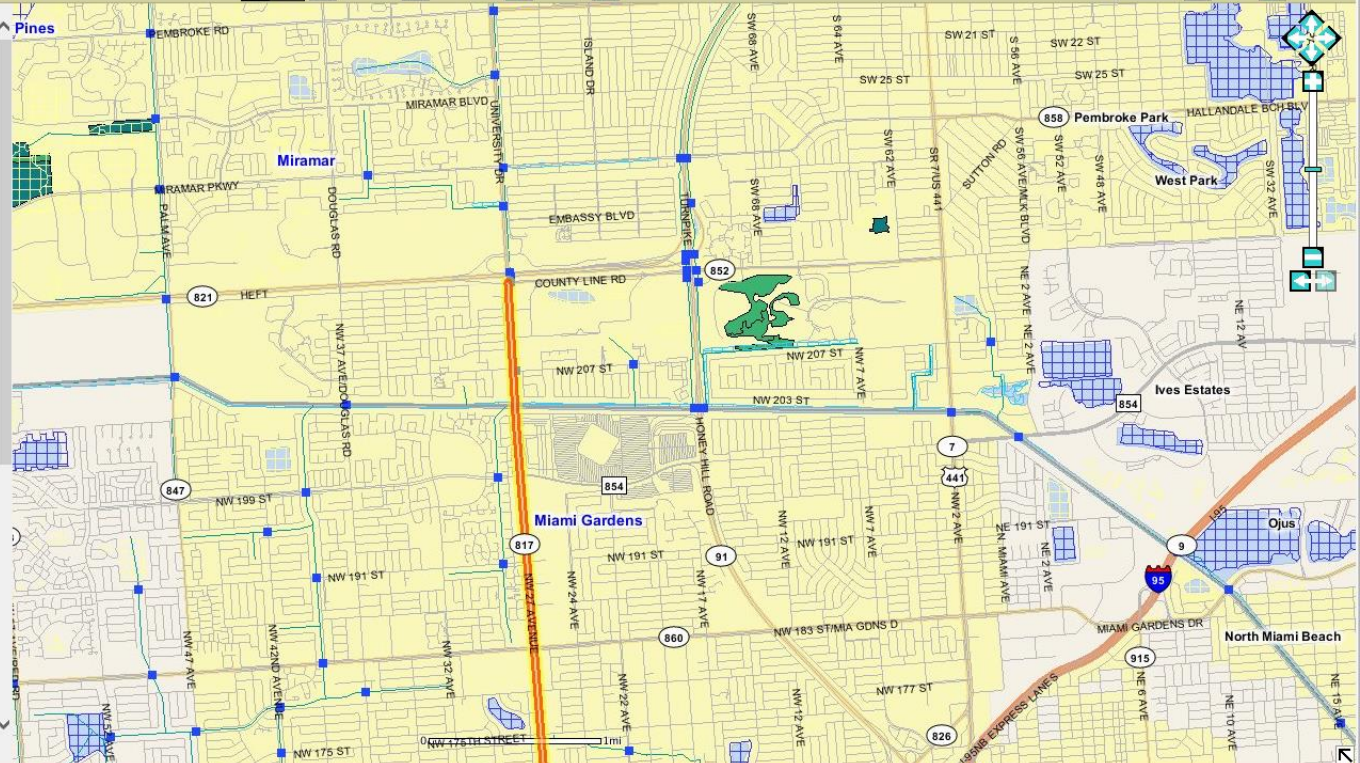 Pines
PEMBROKE RD
ISLAND DR
SW 68 AVE
S 64 AVE
SW 21 ST
S 56 AVE
SW 22 ST
SW 25 ST
SW 25 ST
MIRAMAR BLVD
UNIVERSITY DR
858
Pembroke Park
HALLANDALE BCH BLV
Miramar
SW 62 AVE
SR 7/US 441
SUTTON RD
SW 56 AVE/MLK BLVD
SW 52 AVE
SW 48 AVE
West Park
SW 32 AVE
MIRAMAR PKWY
PALM AVE
DOUGLAS RD
EMBASSY BLVD
TURNPIKE
SW 68 AVE
852
COUNTY LINE RD
821
HEFT
NE 2 AVE
NE 2 AVE
NE 12 AV
NW 37 AVE/DOUGLAS RD
NW 207 ST
NW 207 ST
NW 7 AVE
NW 203 ST
Ives Estates
854
7
441
HONEY HILL ROAD
847
NW 199 ST
854
Miami Gardens
817
NW 2 AVE
NE 191 ST
I-95
Ojus
9
95
NW 191 ST
NW 191 ST
NW 12 AVE
NW 191 ST
NW 7 AVE
91
N. MIAMI AVE
NE 2 AVE
NW 27 AVENUE
NW 24 AVE
NW 17 AVE
860
NW 183 ST/MIA GDNS D
MIAMI GARDENS DR
North Miami Beach
NW 47 AVE
NW 42ND AVENUE
NW 32 AVE
915
NW 22 AVE
NW 12 AVE
NW 177 ST
NE 6 AVE
NE 10 AVE
NE 15 AVE
I-95NB EXPRESS LANES
826
NW 175 ST
0
NW 175TH STREET
1mi